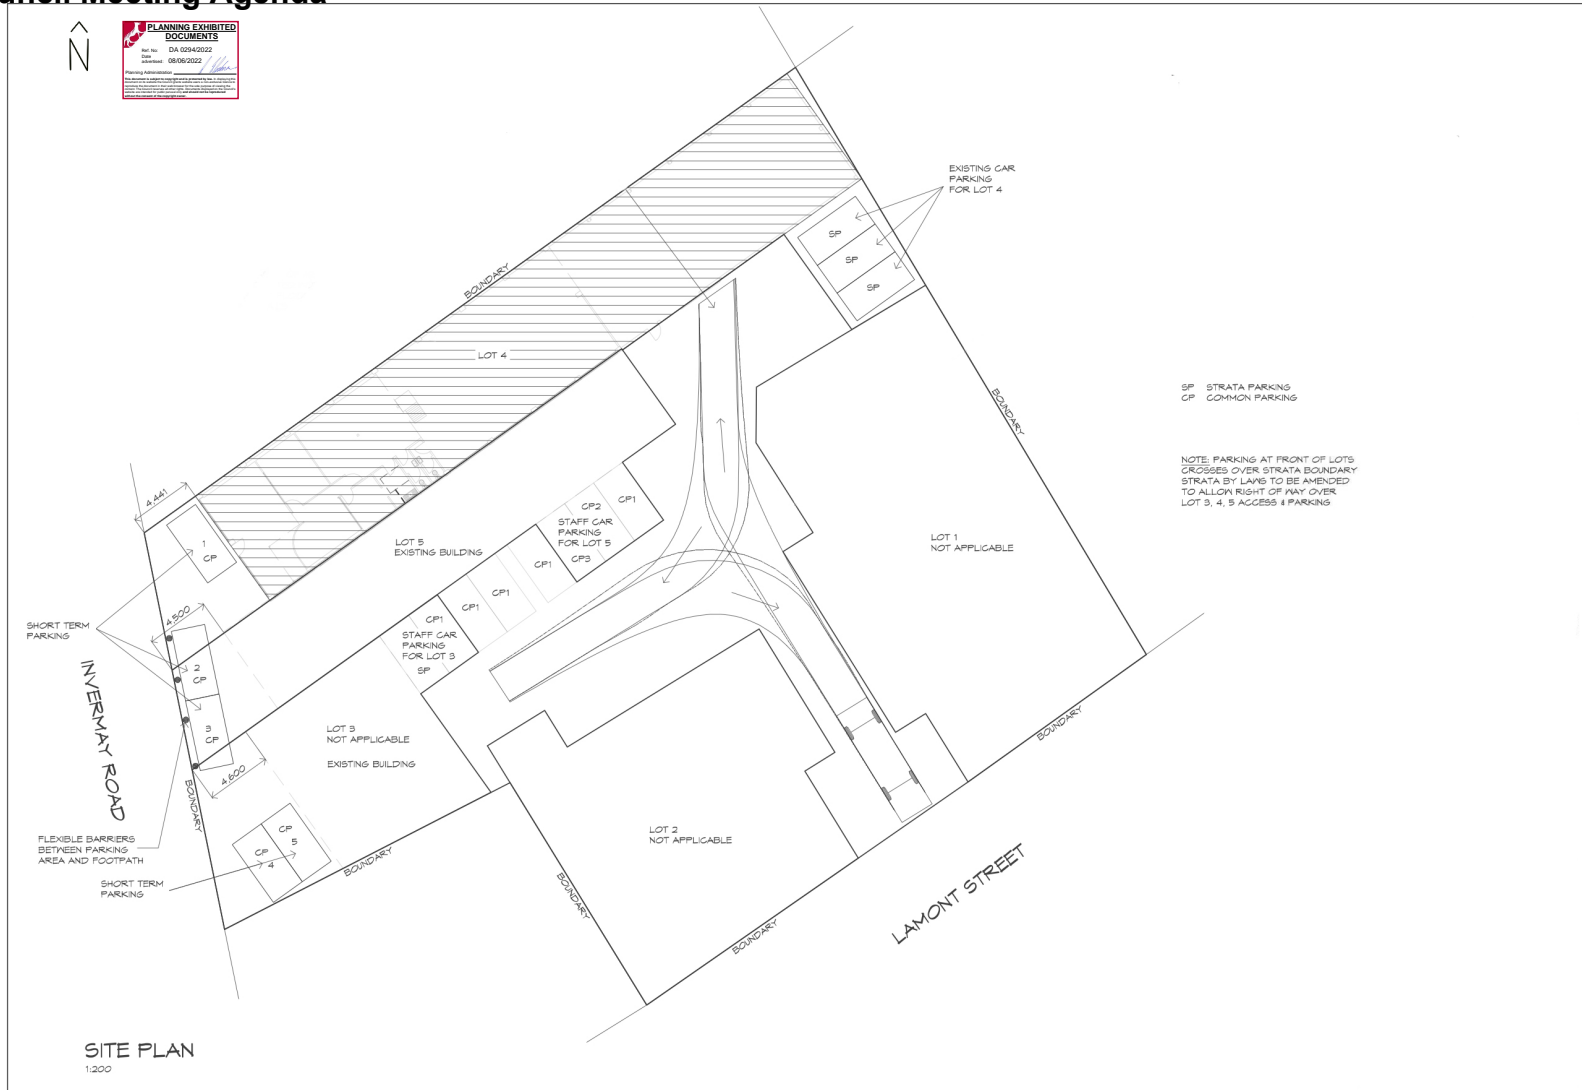 Council Meeting Agenda
N
PLANNING EXHIBITED
DOCUMENTS
Ref. No: DA 0294/2022
Date
advertised: 08/06/2022
Planning Administration
EXISTING CAR
PARKING
FOR LOT 4
SP
SP
SP
BOUNDARY
LOT 4
BOUNDARY
SP STRATA PARKING
CP COMMON PARKING
NOTE: PARKING AT FRONT OF LOTS
CROSSES OVER STRATA BOUNDARY
STRATA BY LAWS TO BE AMENDED
TO ALLOW RIGHT OF WAY OVER
LOT 3, 4, 5 ACCESS & PARKING
4,441
1
CP
LOT 5
EXISTING BUILDING
CP2
CP1
STAFF CAR
PARKING
FOR LOT 5
CP3
CP1
CP1
CP1
CP1
STAFF CAR
PARKING
FOR LOT 3
SP
LOT 1
NOT APPLICABLE
SHORT TERM
PARKING
4,500
2
CP
3
CP
INVERMAY ROAD
LOT 3
NOT APPLICABLE
EXISTING BUILDING
4,600
BOUNDARY
BOUNDARY
FLEXIBLE BARRIERS
BETWEEN PARKING
AREA AND FOOTPATH
CP
5
CP
4
SHORT TERM
PARKING
BOUNDARY
LOT 2
NOT APPLICABLE
BOUNDARY
BOUNDARY
LAMONT STREET
SITE PLAN
1:200